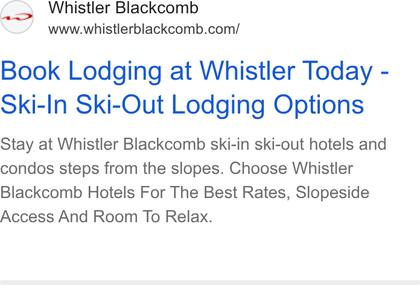 Whistler Blackcomb
www.whistlerblackcomb.com/
Book Lodging at Whistler Today -
Ski-In Ski-Out Lodging Options
Stay at Whistler Blackcomb ski-in ski-out hotels and
condos steps from the slopes. Choose Whistler
Blackcomb Hotels For The Best Rates, Slopeside
Access And Room To Relax.